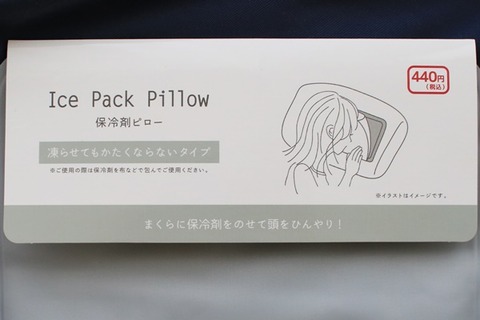 440円
(税込)
Ice Pack Pillow
保冷剤ピロー
凍らせてもかたくならないタイプ
※ご使用の際は保冷剤を布などで包んでご使用ください。
※イラストはイメージです。
まくらに保冷剤をのせて頭をひんやり！